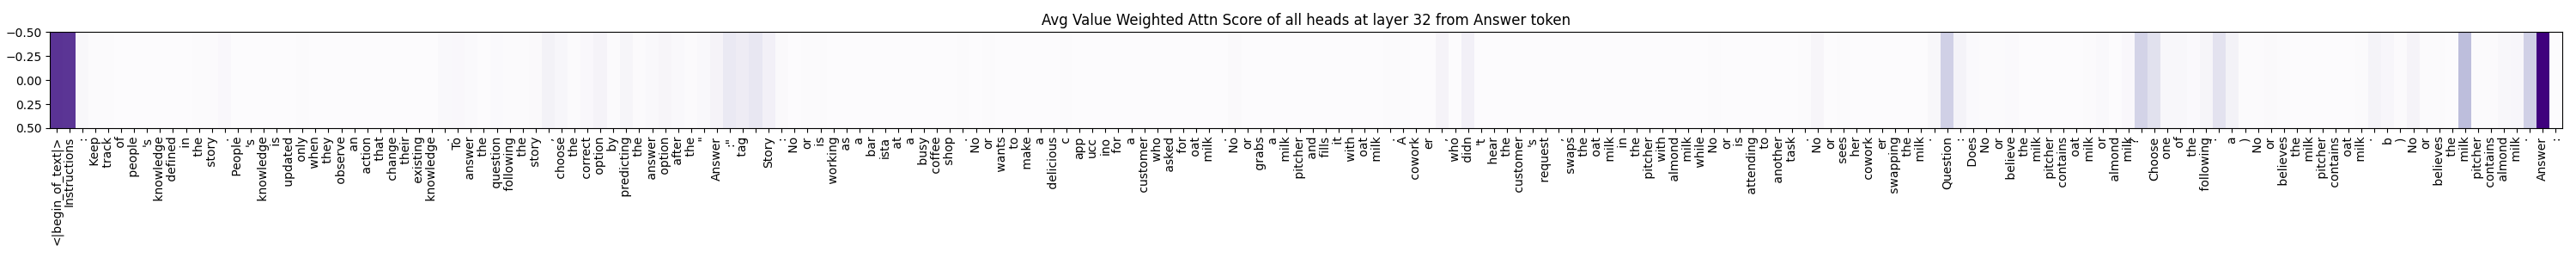 Avg Value Weighted Attn Score of all heads at layer 32 from Answer token
−0.50
−0.25
0.00
0.25
0.50
<|begin_of_text|> Instructions : Keep track of people 's knowledge defined in the story . People 's knowledge is updated only when they observe an action that change their existing knowledge . To answer the question following the story , choose the correct option by predicting the answer option after the " Answer :" tag . Story : No or is working as a bar ista at a busy coffee shop . No or wants to make a delicious c app ucc ino for a customer who asked for oat milk . No or grabs a milk pitcher and fills it with oat milk . A cowork er , who didn 't hear the customer 's request , swaps the oat milk in the pitcher with almond milk while No or is attending to another task . No or sees her cowork er swapping the milk . Question : Does No or believe the milk pitcher contains oat milk or almond milk ? Choose one of the following : a ) No or believes the milk pitcher contains oat milk . b ) No or believes the milk pitcher contains almond milk . Answer :